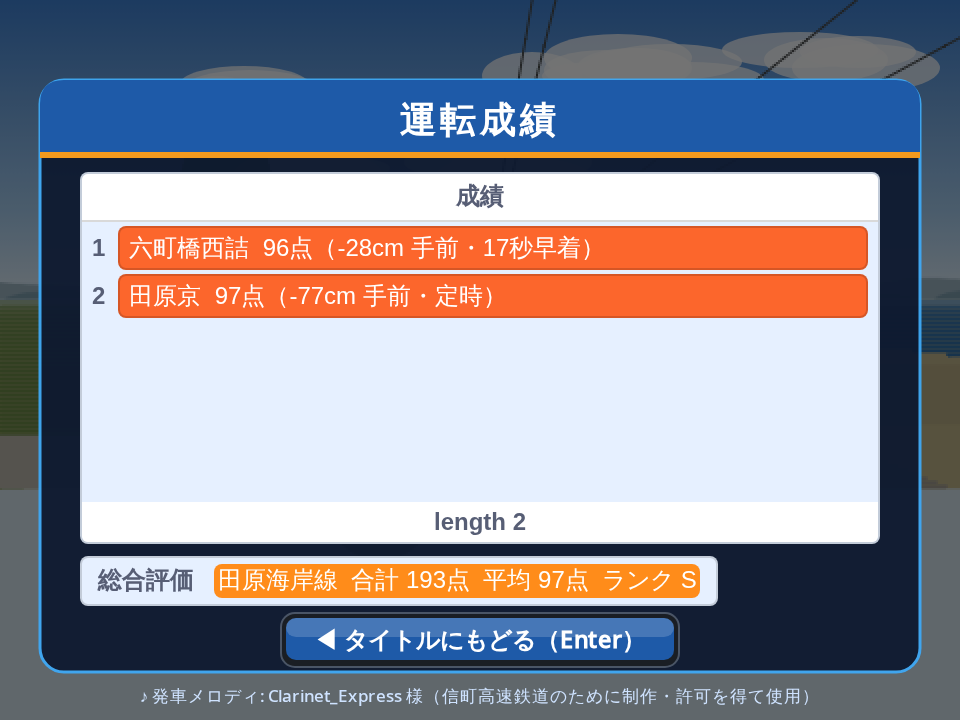 運転成績
成績
1 六町橋西詰 96点（-28cm 手前・17秒早着）
2 田原京 97点（-77cm 手前・定時）
length 2
総合評価 田原海岸線 合計 193点 平均 97点 ランク S
◀ タイトルにもどる（Enter）
♪ 発車メロディ: Clarinet_Express 様（信町高速鉄道のために制作・許可を得て使用）